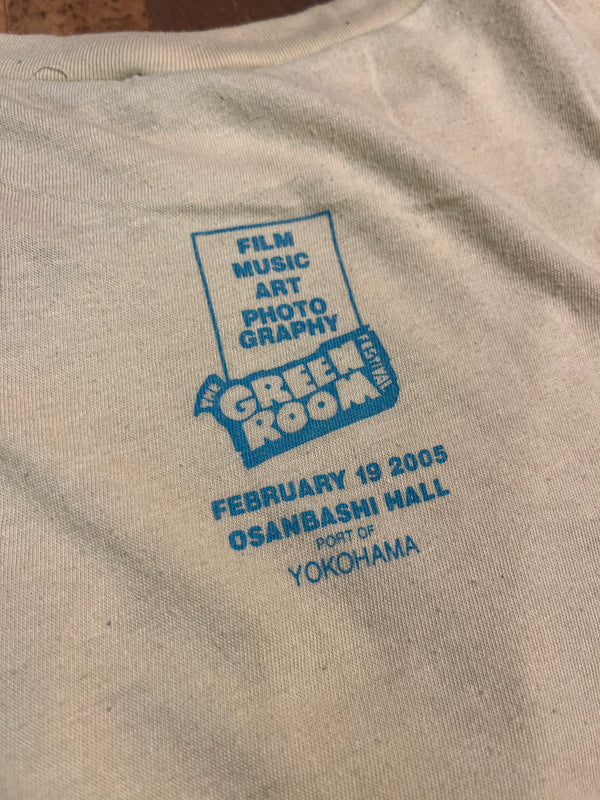 FILM
MUSIC
ART
PHOTO
GRAPHY
THE
GREEN
ROOM
FESTIVAL
FEBRUARY 19 2005
OSANBASHI HALL
PORT OF
YOKOHAMA